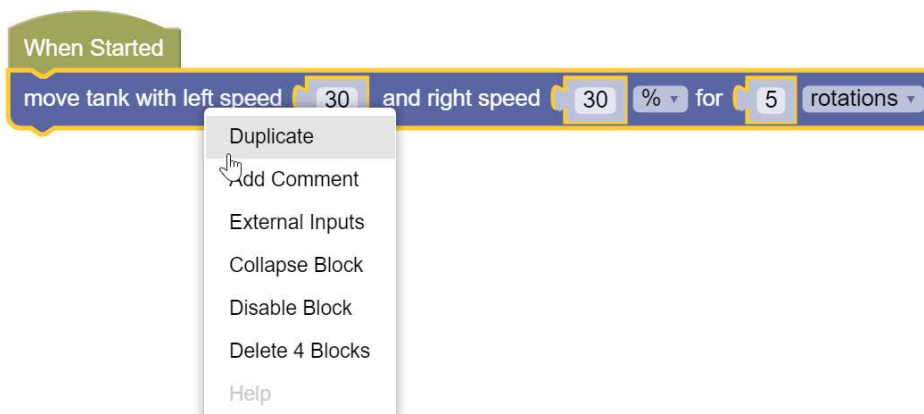 When Started
move tank with left speed 30 and right speed 30 % for 5 rotations
Duplicate
Add Comment
External Inputs
Collapse Block
Disable Block
Delete 4 Blocks
Help